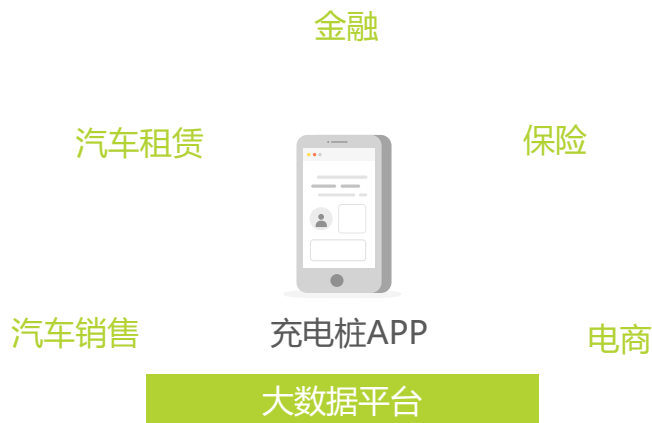 金融
汽车租赁
保险
汽车销售
充电桩APP
电商
大数据平台